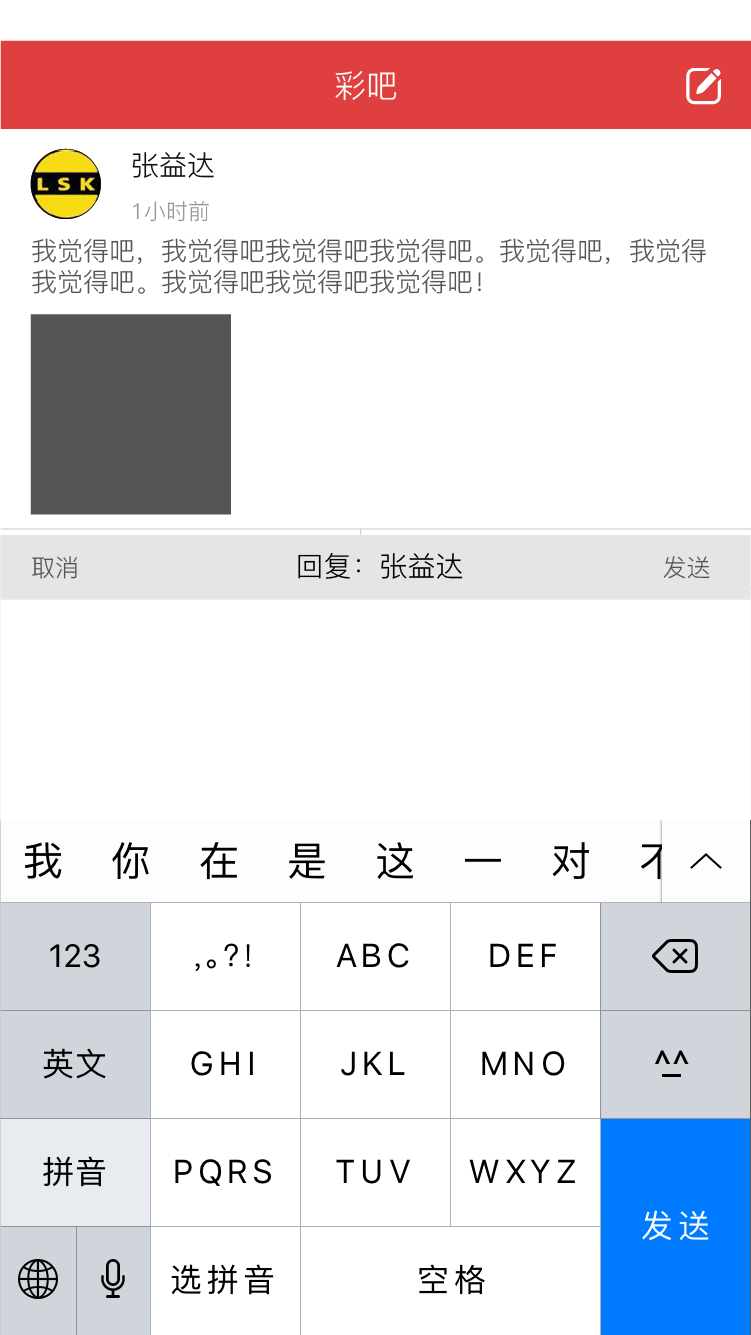 彩吧
LSK
张益达
1小时前
我觉得吧，我觉得吧我觉得吧我觉得吧。我觉得吧，我觉得
我觉得吧。我觉得吧我觉得吧我觉得吧！
取消 回复：张益达 发送
我 你 在 是 这 一 对 不
123 ,。?! ABC DEF
英文 GHI JKL MNO ^^
拼音 PQRS TUV WXYZ
发送
选拼音 空格